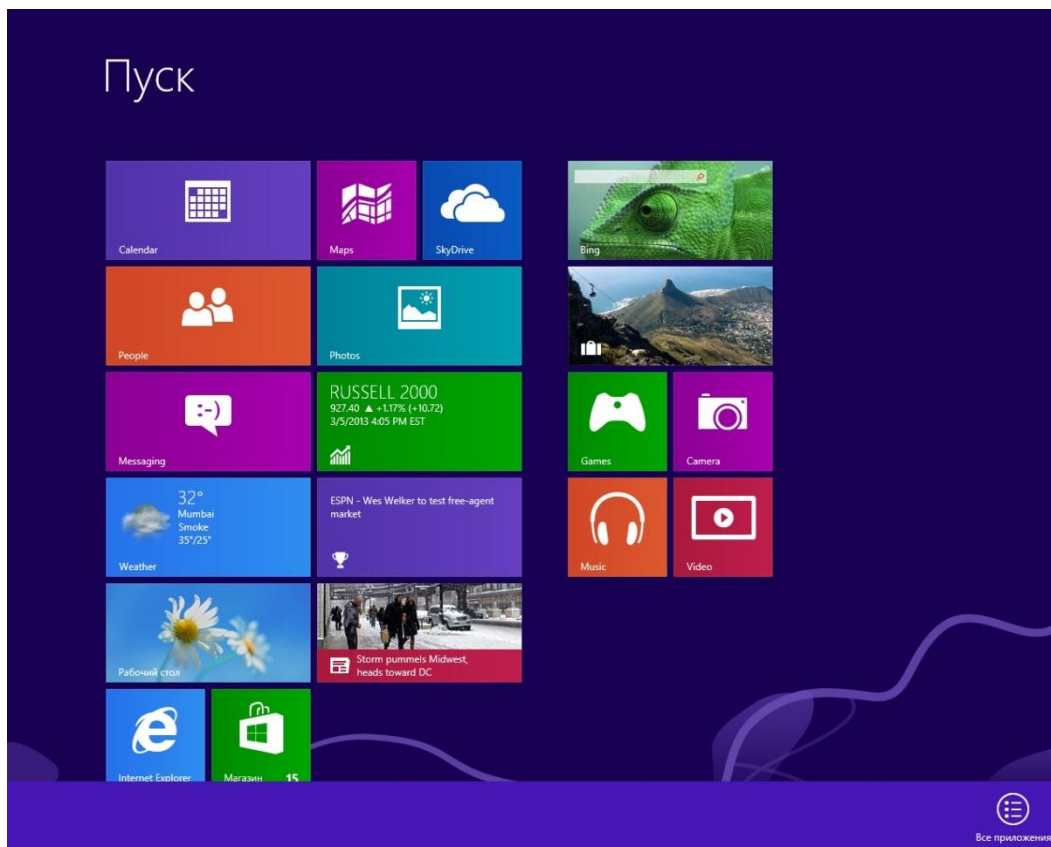 Пуск
Calendar
Maps
SkyDrive
Bing
People
Photos
Messaging
RUSSELL 2000
927.40 ▲ +1.17% (+10.72)
3/5/2013 4:05 PM EST
Games
Camera
32°
Mumbai
Smoke
35°/25°
Weather
ESPN - Wes Welker to test free-agent
market
Music
Video
Рабочий стол
Storm pummels Midwest,
heads toward DC
Internet Explorer
Магазин 15
Все приложения